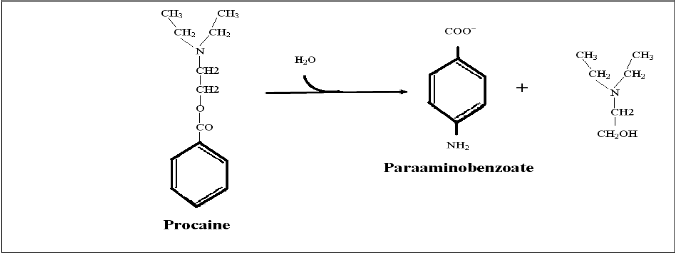 CH₃ CH₃
CH₂ CH₂
N
CH2
CH2
O
CO
Procaine
H₂O
COO⁻
NH₂
Paraaminobenzoate
+
CH₃ CH₃
CH₂ CH₂
N
CH2
CH₂OH